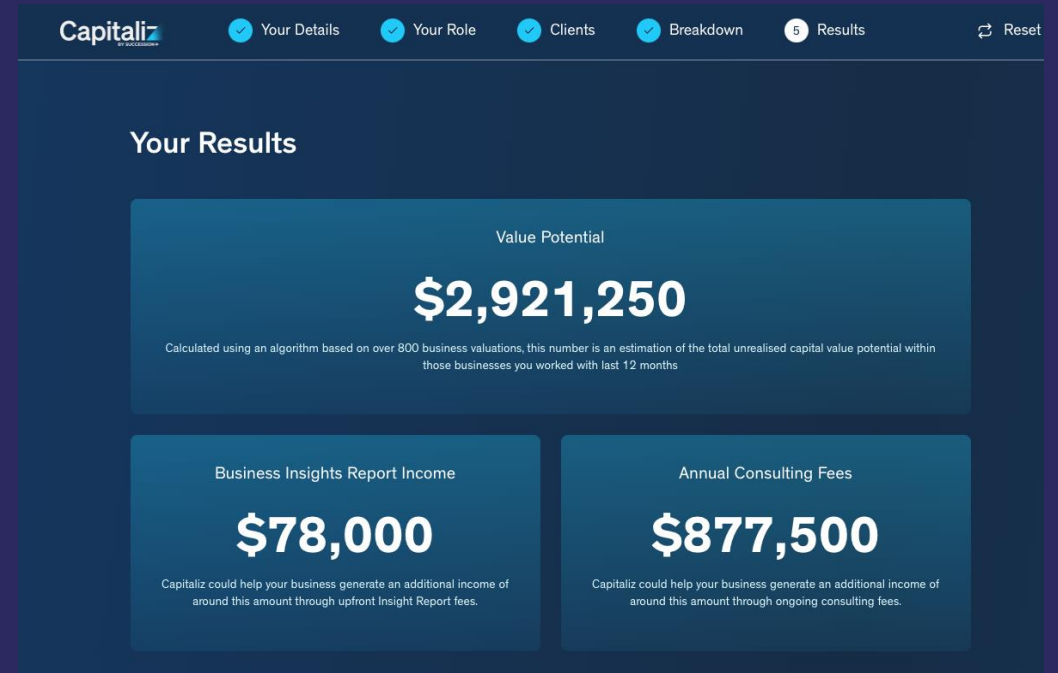 Capitaliz
BY SUCCESSION+
Your Details
Your Role
Clients
Breakdown
5 Results
Reset
Your Results
Value Potential
$2,921,250
Calculated using an algorithm based on over 800 business valuations, this number is an estimation of the total unrealised capital value potential within
those businesses you worked with last 12 months
Business Insights Report Income
$78,000
Capitaliz could help your business generate an additional income of
around this amount through upfront Insight Report fees.
Annual Consulting Fees
$877,500
Capitaliz could help your business generate an additional income of
around this amount through ongoing consulting fees.